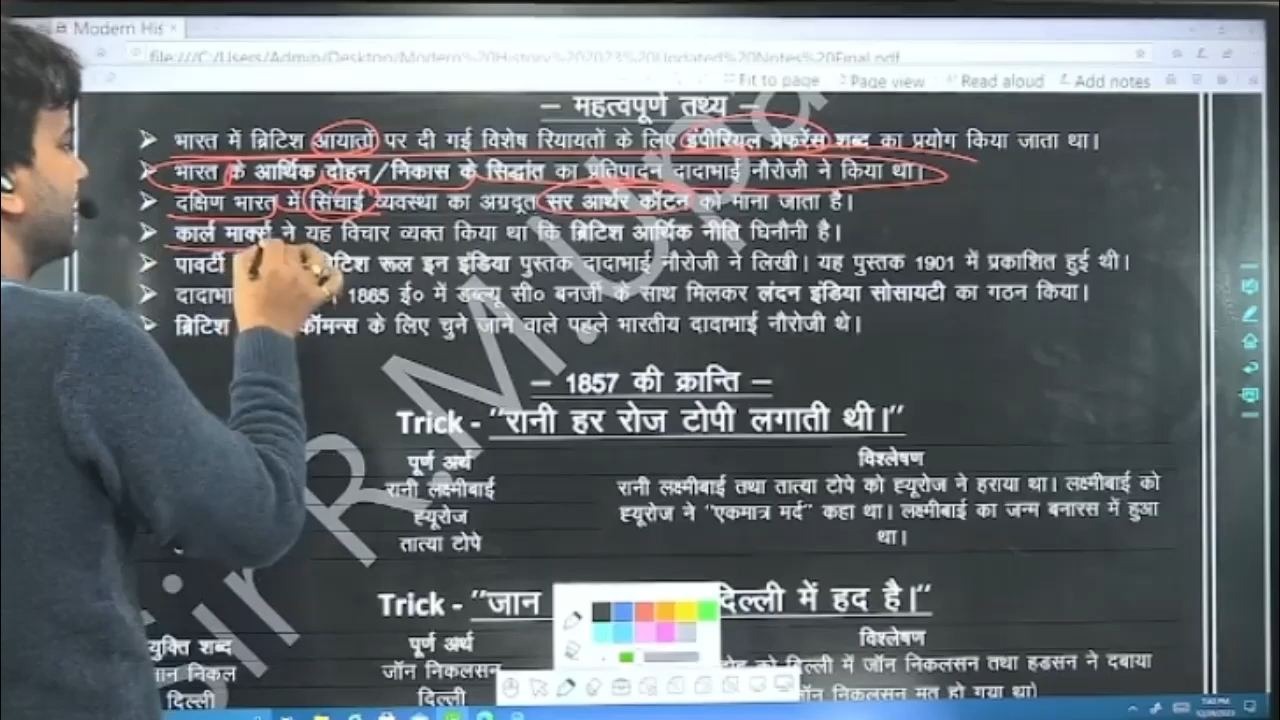 Modern His ×
file:///C:/Users/Admin/Desktop/Modern%20History%202023%20Updated%20Notes%20Final.pdf
Fit to page Page view Read aloud Add notes
– महत्वपूर्ण तथ्य –
➤ भारत में ब्रिटिश आयातों पर दी गई विशेष रियायतों के लिए इंपीरियल प्रेफरेंस शब्द का प्रयोग किया जाता था।
➤ भारत के आर्थिक दोहन/निकास के सिद्धांत का प्रतिपादन दादाभाई नौरोजी ने किया था।
➤ दक्षिण भारत में सिंचाई व्यवस्था का अग्रदूत सर आर्थर कॉटन को माना जाता है।
➤ कार्ल मार्क्स ने यह विचार व्यक्त किया था कि ब्रिटिश आर्थिक नीति घिनौनी है।
➤ पावर्टी रूल इन इंडिया पुस्तक दादाभाई नौरोजी ने लिखी। यह पुस्तक 1901 में प्रकाशित हुई थी।
➤ 1865 ई० में डब्ल्यू सी० बनर्जी के साथ मिलकर लंदन इंडिया सोसायटी का गठन किया।
➤ ब्रिटिश कॉमन्स के लिए चुने जाने वाले पहले भारतीय दादाभाई नौरोजी थे।
– 1857 की क्रान्ति –
Trick - "रानी हर रोज टोपी लगाती थी।"
पूर्ण अर्थ विश्लेषण
रानी लक्ष्मीबाई रानी लक्ष्मीबाई तथा तात्या टोपे को ह्यूरोज ने हराया था। लक्ष्मीबाई को
ह्यूरोज ह्यूरोज ने "एकमात्र मर्द" कहा था। लक्ष्मीबाई का जन्म बनारस में हुआ
तात्या टोपे था।
Trick - "जान दिल्ली में हद है।"
युक्ति शब्द पूर्ण अर्थ विश्लेषण
जान निकल जॉन निकलसन को दिल्ली में जॉन निकलसन तथा हडसन ने दबाया
दिल्ली दिल्ली
Sir R.M.